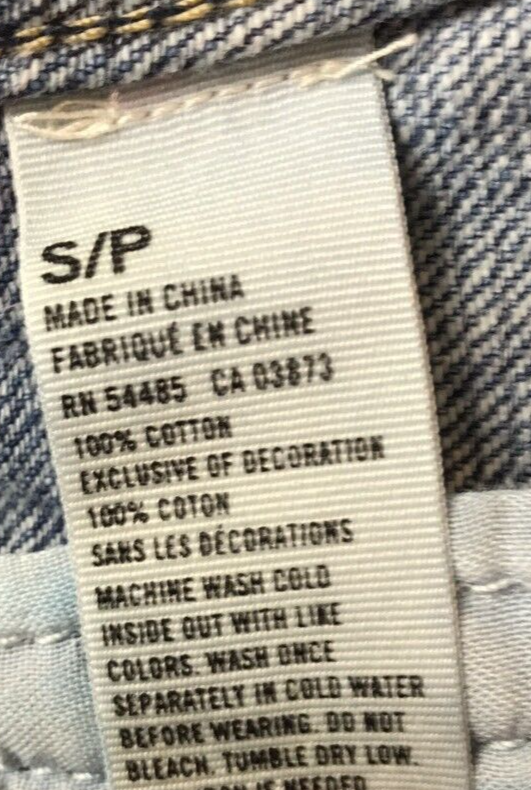 S/P
MADE IN CHINA
FABRIQUÉ EN CHINE
RN 54485 CA 03873
100% COTTON
EXCLUSIVE OF DECORATION
100% COTON
SANS LES DÉCORATIONS
MACHINE WASH COLD
INSIDE OUT WITH LIKE
COLORS. WASH ONCE
SEPARATELY IN COLD WATER
BEFORE WEARING. DO NOT
BLEACH. TUMBLE DRY LOW.
IS NEEDED